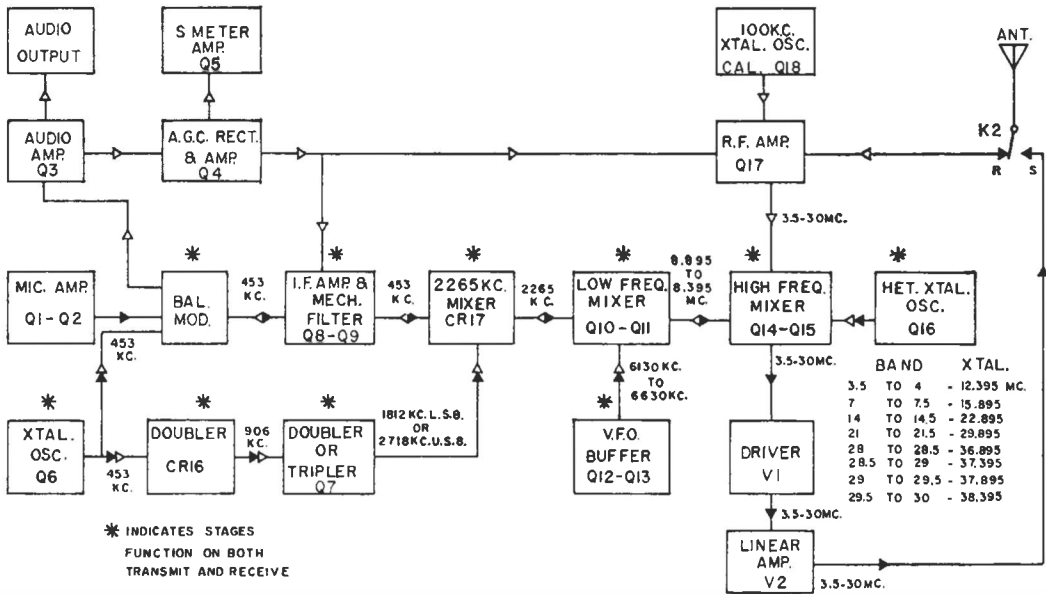 AUDIO
OUTPUT
S METER
AMP.
Q5
100KC.
XTAL. OSC.
CAL. Q18
ANT.
AUDIO
AMP.
Q3
A.G.C. RECT.
& AMP.
Q4
R.F. AMP.
Q17
K2
R
S
3.5-30MC.
MIC. AMP.
Q1-Q2
BAL.
MOD.
453
KC.
I.F. AMP. &
MECH.
FILTER
Q8-Q9
453
KC.
2265KC.
MIXER
CR17
2265
KC.
LOW FREQ.
MIXER
Q10-Q11
8.895
TO
8.395
MC.
HIGH FREQ.
MIXER
Q14-Q15
HET. XTAL.
OSC.
Q16
453
KC.
6130KC.
TO
6630KC.
3.5-30MC.
XTAL.
OSC.
Q6
453
KC.
DOUBLER
CR16
906
KC.
DOUBLER
OR
TRIPLER
Q7
1812KC.L.S.B.
OR
2718KC.U.S.B.
V.F.O.
BUFFER
Q12-Q13
DRIVER
V1
BAND XTAL.
3.5 TO 4 - 12.395 MC.
7 TO 7.5 - 15.895
14 TO 14.5 - 22.895
21 TO 21.5 - 29.895
28 TO 28.5 - 36.895
28.5 TO 29 - 37.395
29 TO 29.5 - 37.895
29.5 TO 30 - 38.395
3.5-30MC.
LINEAR
AMP.
V2
3.5-30MC.
* INDICATES STAGES
FUNCTION ON BOTH
TRANSMIT AND RECEIVE